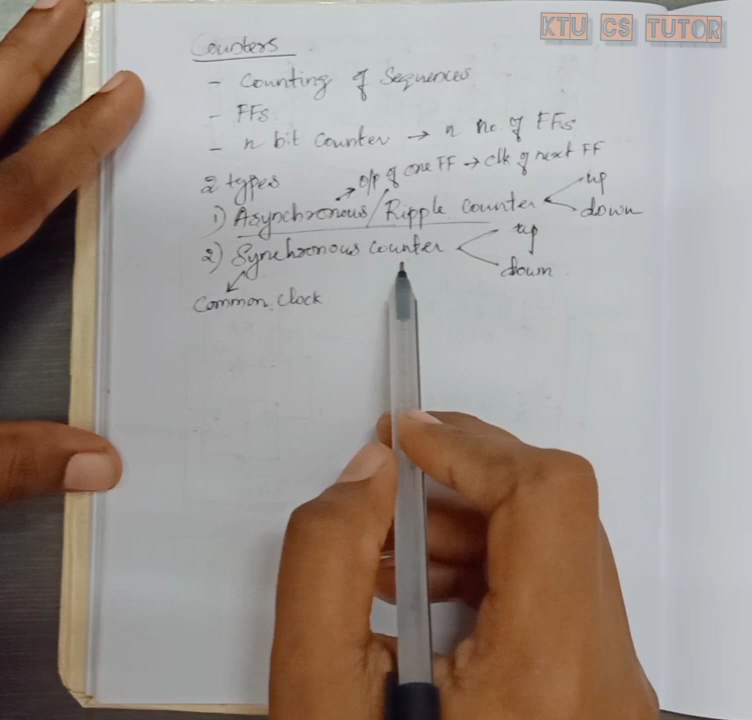 KTU CS TUTOR
Counters
- Counting of Sequences
- FFs
- n bit Counter → n no. of FFs
2 types
→ o/p of one FF → clk of next FF
1) Asynchronous/Ripple Counter up
down
2) Synchronous Counter up
down
Common Clock